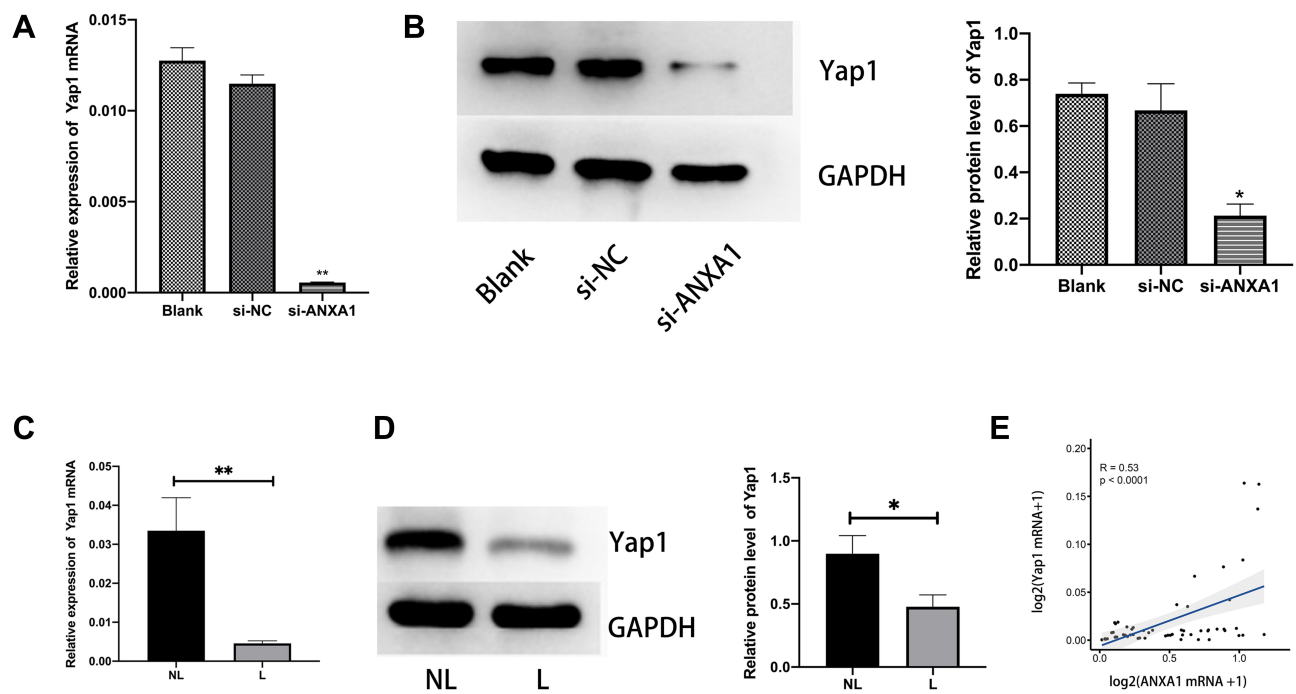 A
Relative expression of Yap1 mRNA
0.015
0.010
0.005
0.000
**
Blank
si-NC
si-ANXA1
B
Yap1
GAPDH
Blank
si-NC
si-ANXA1
Relative protein level of Yap1
1.0
0.8
0.6
0.4
0.2
0.0
*
Blank
si-NC
si-ANXA1
C
Relative expression of Yap1 mRNA
0.05
0.04
0.03
0.02
0.01
0.00
**
NL
L
D
Yap1
GAPDH
NL
L
Relative protein level of Yap1
1.5
1.0
0.5
0.0
*
NL
L
E
log2(Yap1 mRNA+1)
0.20
0.15
0.10
0.05
0.00
R = 0.53
p < 0.0001
0.0
0.5
1.0
log2(ANXA1 mRNA +1)